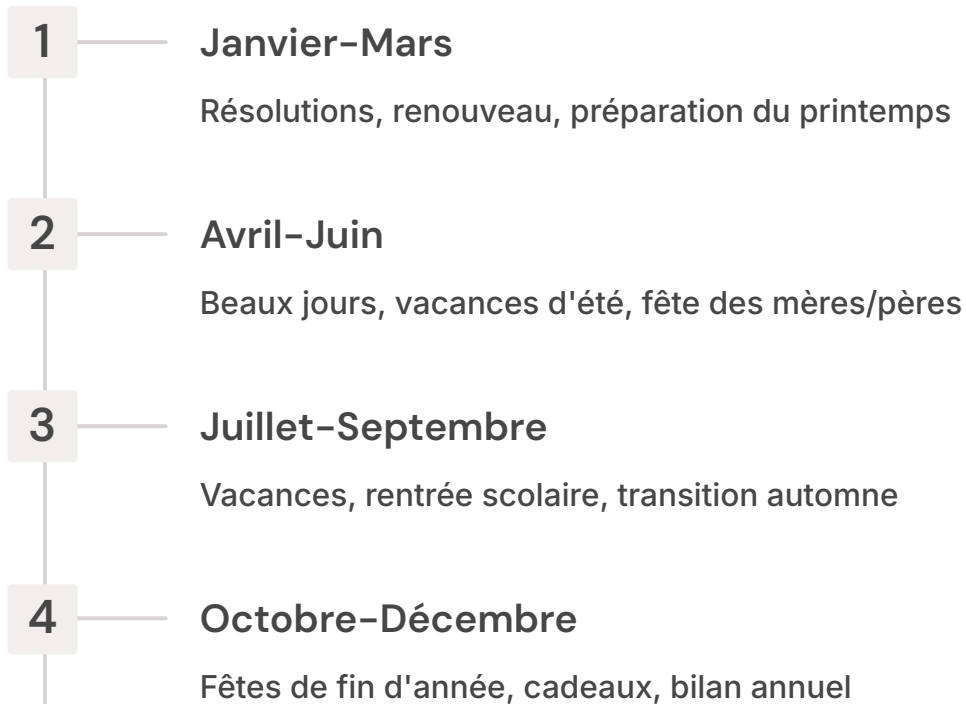 1
Janvier-Mars
Résolutions, renouveau, préparation du printemps
2
Avril-Juin
Beaux jours, vacances d'été, fête des mères/pères
3
Juillet-Septembre
Vacances, rentrée scolaire, transition automne
4
Octobre-Décembre
Fêtes de fin d'année, cadeaux, bilan annuel